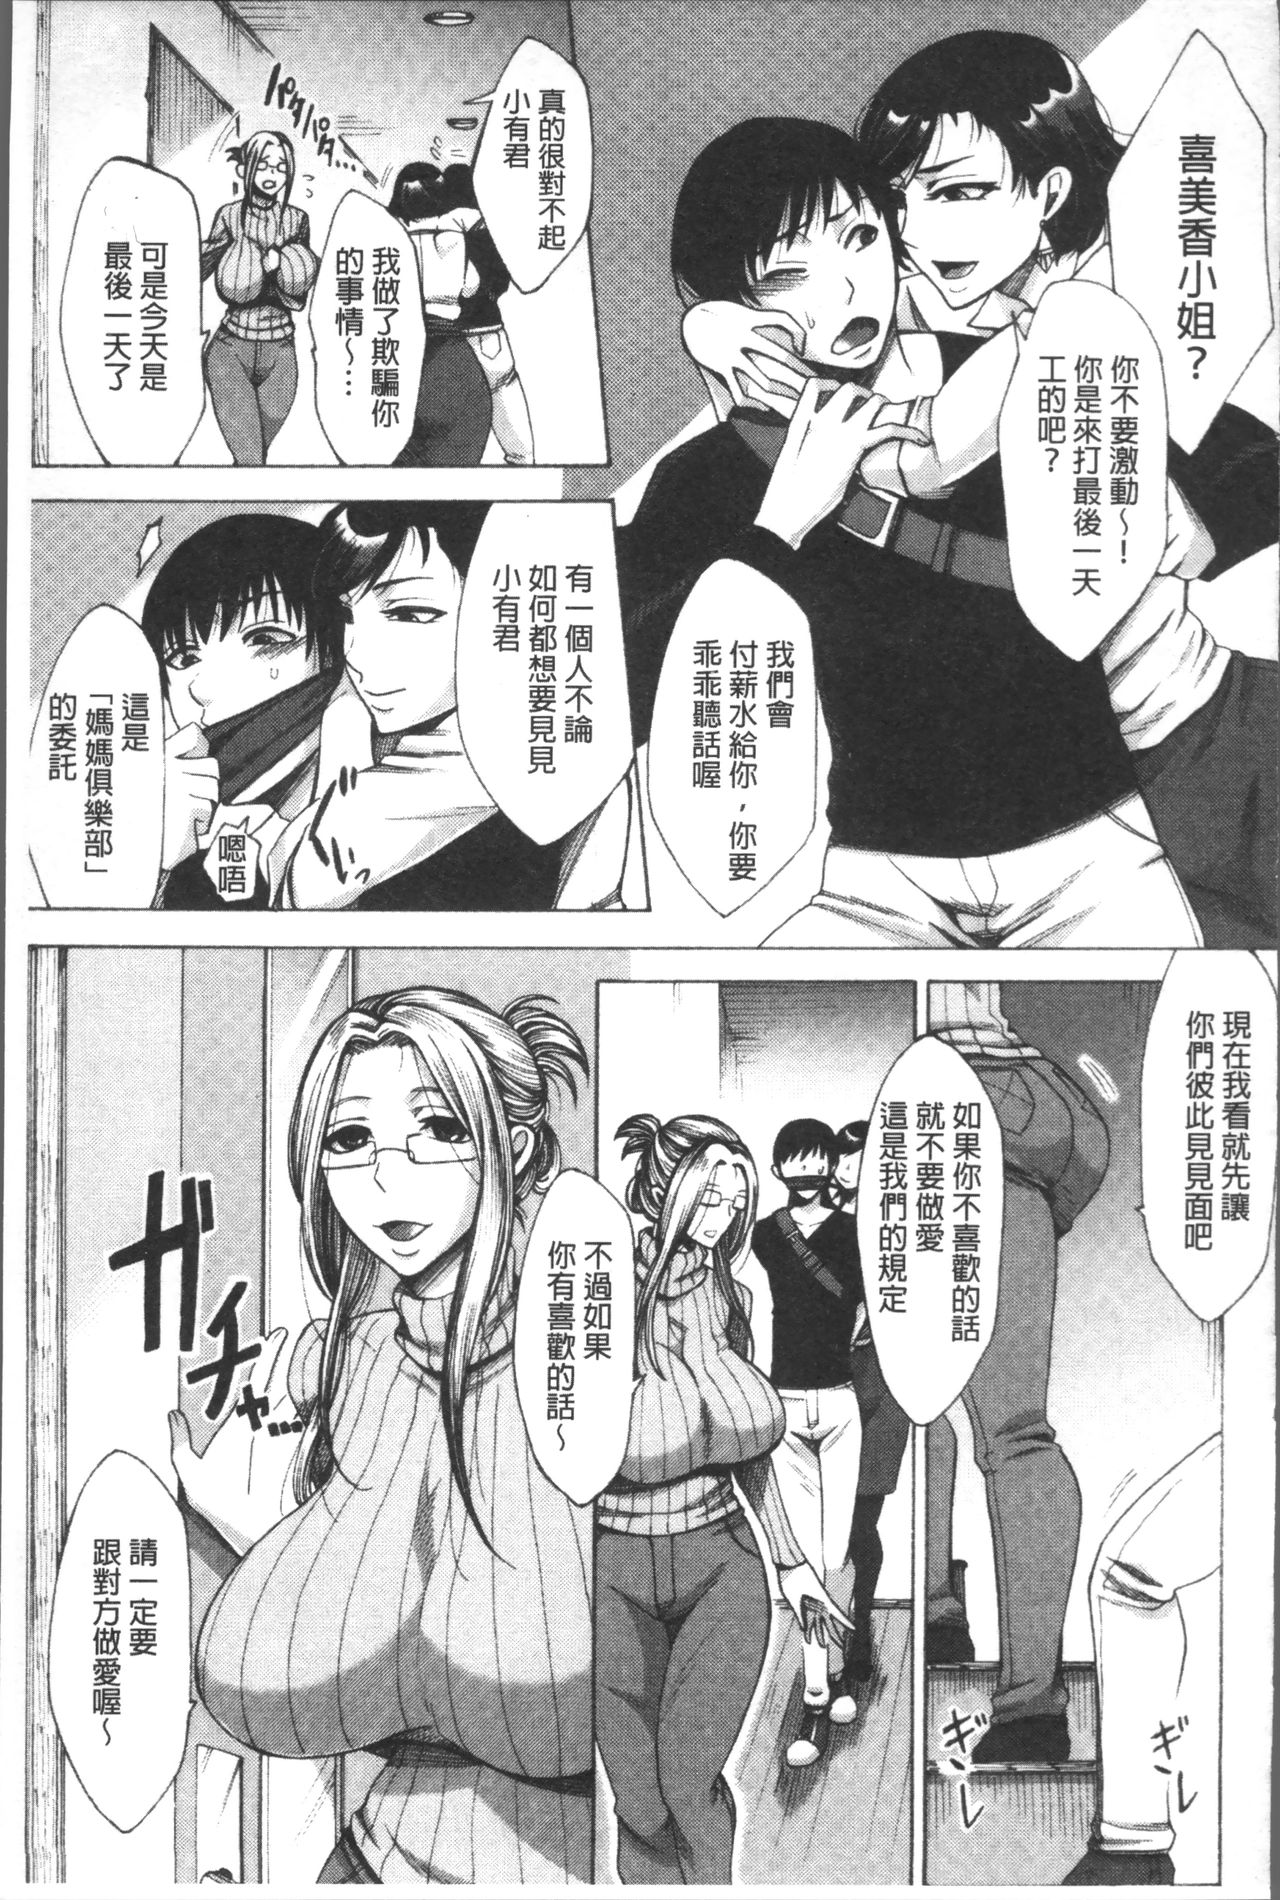 喜美香小姐？
你不要激動～！
你是來打最後一天
工的吧？
我們會
付薪水給你，你要
乖乖聽話喔
真的很對不起
小有君
我做了欺騙你
的事情～…
可是今天是
最後一天了
パタパタ…
有一個人不論
如何都想要見見
小有君
嗯唔
這是
「媽媽俱樂部」
的委託
現在我看就先讓
你們彼此見見面吧
ギシ
ギシ
如果你不喜歡的話
就不要做愛
這是我們的規定
不過如果
你有喜歡的話～
ガチャ…
請一定要
跟對方做愛喔～